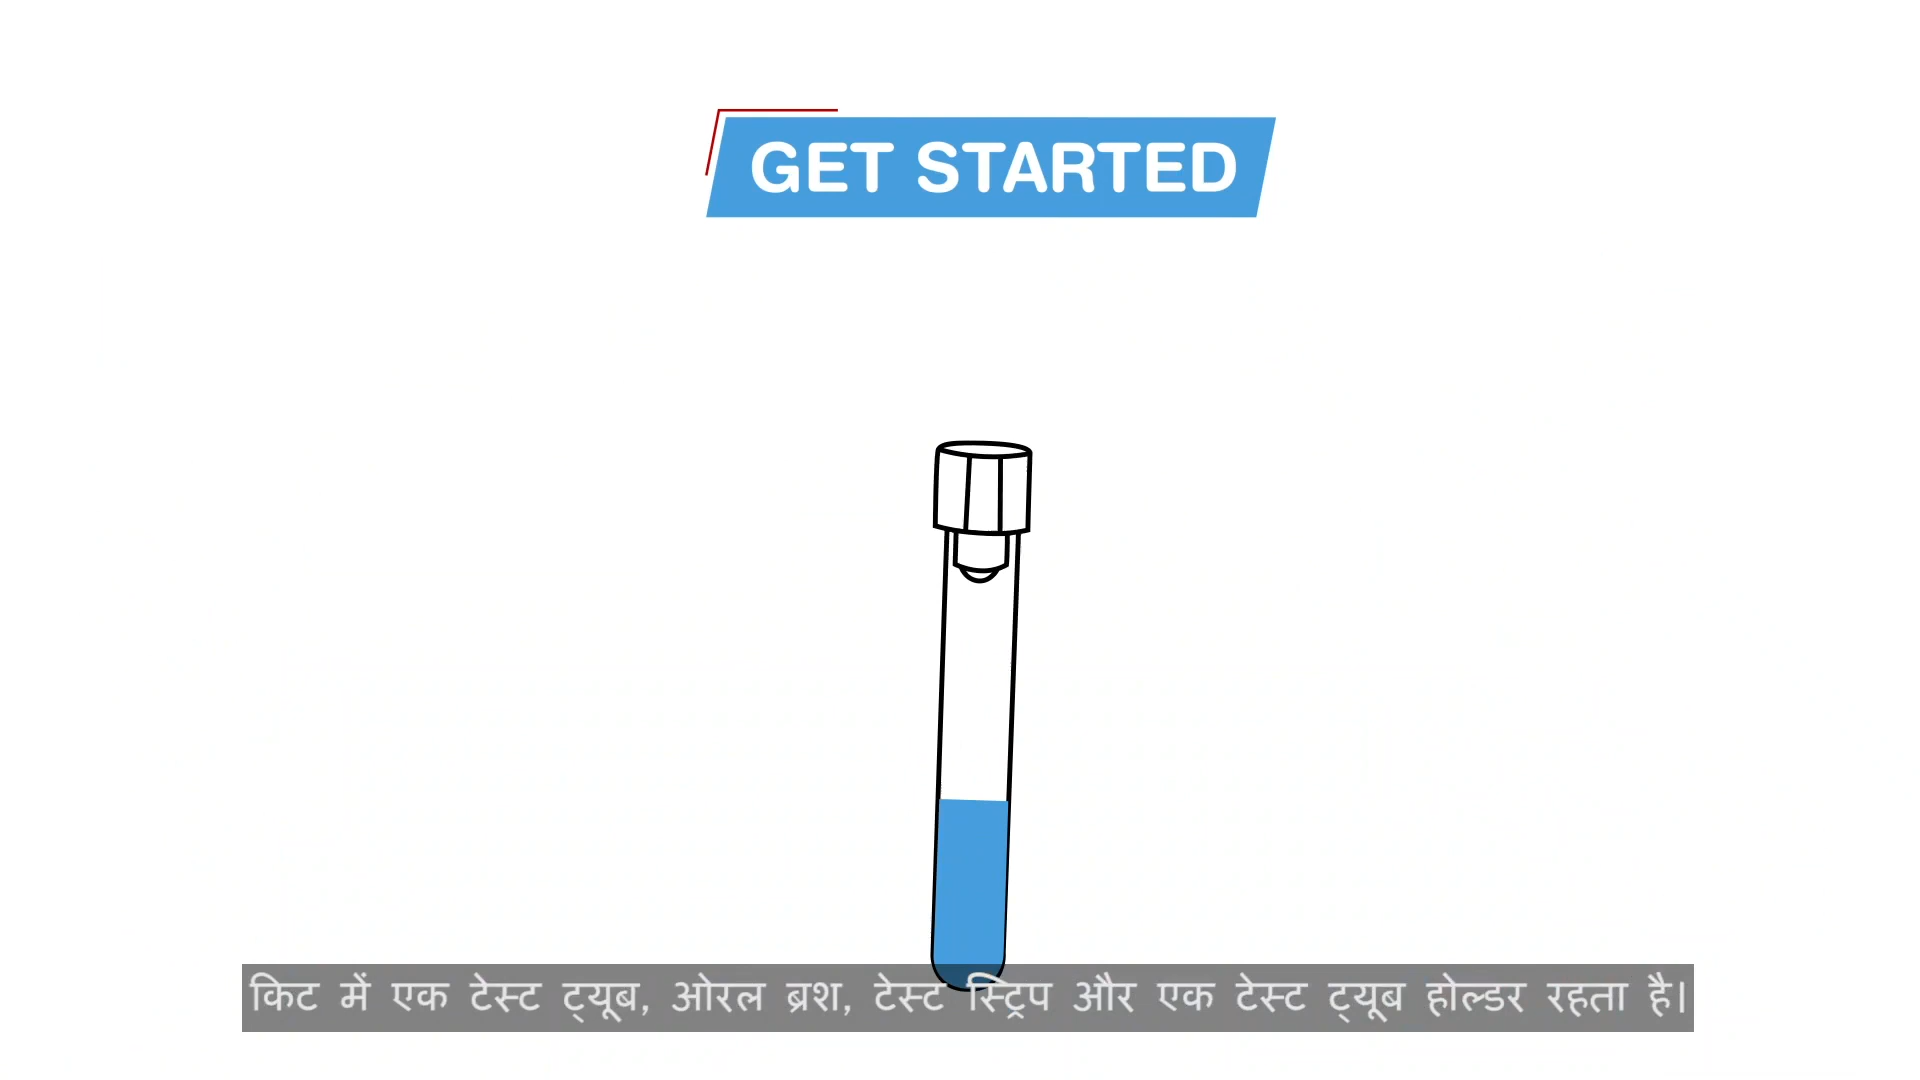 GET STARTED
किट में एक टेस्ट ट्यूब, ओरल ब्रश, टेस्ट स्ट्रिप और एक टेस्ट ट्यूब होल्डर रहता है।